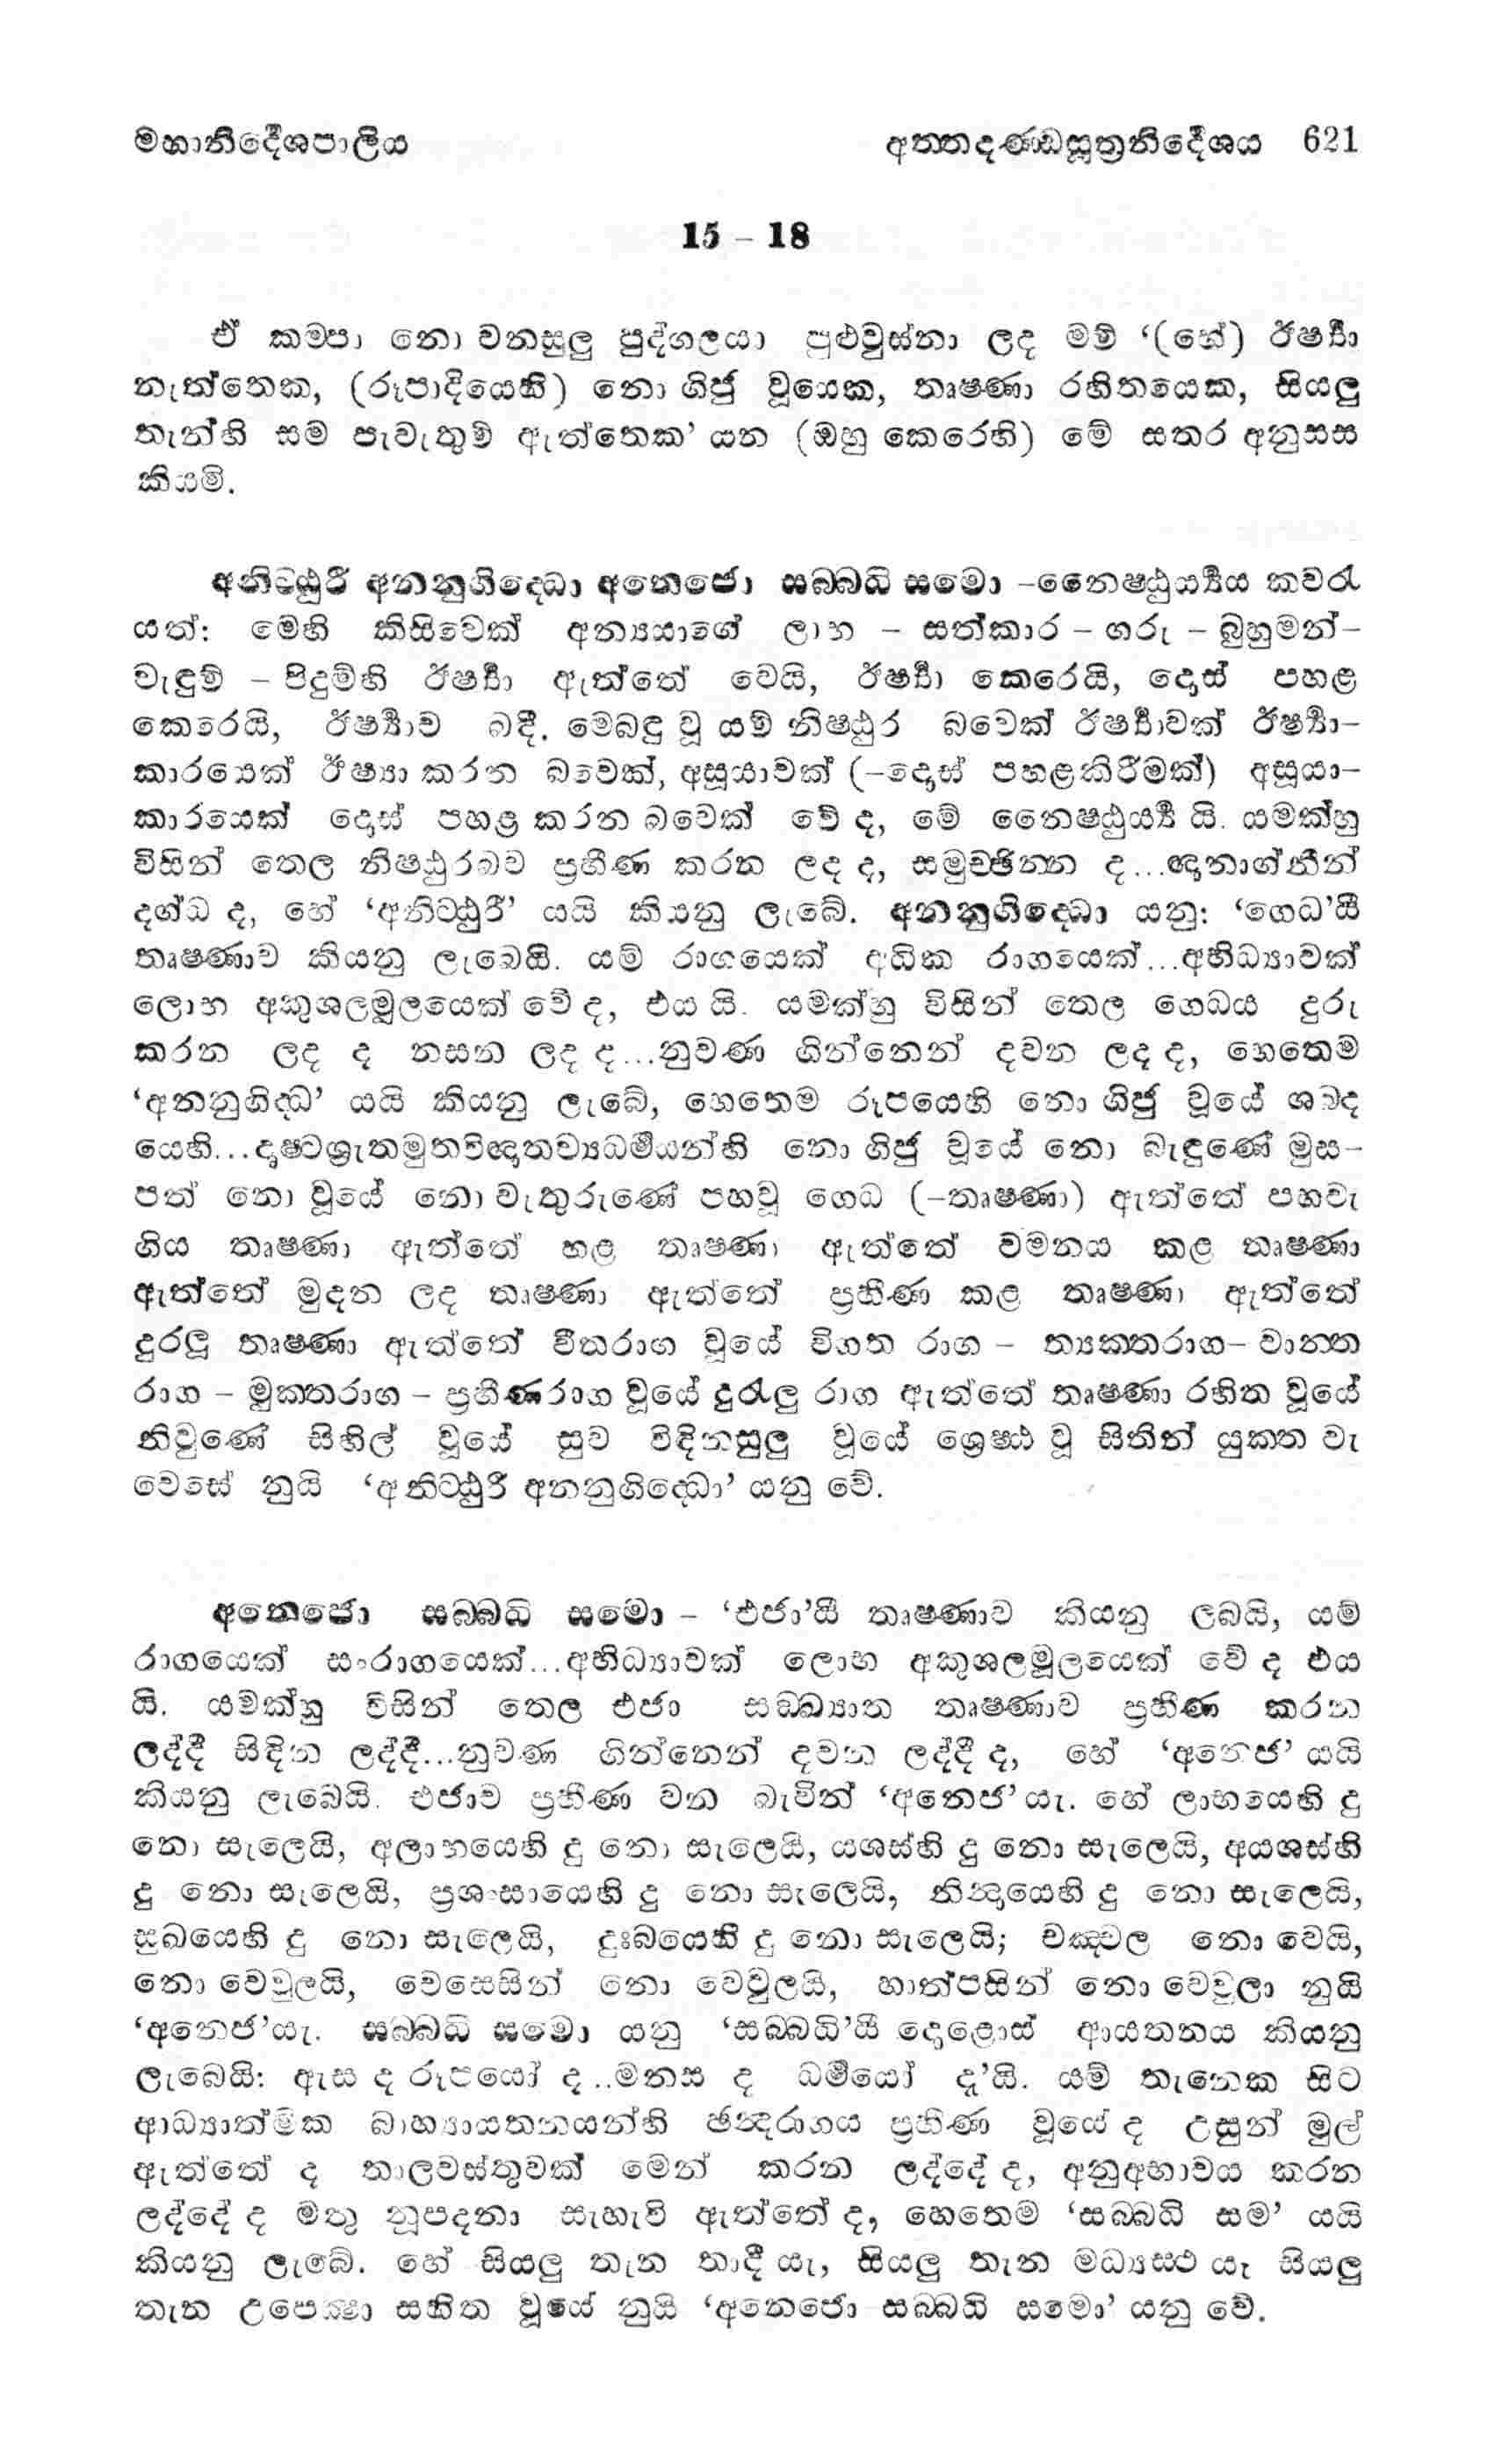 මහානිර්දේශපාලිය අත්තදණ්ඩසූත්‍රනිර්දේශය 621
15 – 18
ඒ කම්පා නො වනසුලු පුද්ගලයා පුළුවුස්නා ලද මම් ‘(හේ) ඊර්ෂ්‍යා
නැත්තෙක, (රූපාදියෙහි) නො ගිජු වූයෙක, තෘෂ්ණා රහිතයෙක, සියලු
තැන්හි සම පැවැතුම් ඇත්තෙක’ යන (ඔහු කෙරෙහි) මේ සතර අනුසස
කියමි.
අනිට්ඨුරී අනනුගිද්ධො අනෙජො සබ්බධි සමො –නෛෂ්ඨුර්ය්‍යය කවරැ
යත්: මෙහි කිසිවෙක් අන්‍යයාගේ ලාභ – සත්කාර – ගරු – බුහුමන්–
වැඳුම් – පිදුම්හි ඊර්ෂ්‍යා ඇත්තේ වෙයි, ඊර්ෂ්‍යා කෙරෙයි, දොස් පහළ
කෙරෙයි, ඊර්ෂ්‍යාව බදී. මෙබඳු වූ යම් නිෂ්ඨුර බවෙක් ඊර්ෂ්‍යාවක් ඊර්ෂ්‍යා–
කාරයෙක් ඊර්ෂ්‍යා කරන බවෙක්, අසූයාවක් (–දොස් පහළකිරීමක්) අසූයා–
කාරයෙක් දොස් පහළ කරන බවෙක් වේ ද, මේ නෛෂ්ඨුර්ය්‍ය යි. යමක්හු
විසින් තෙල නිෂ්ඨුරබව ප්‍රහීණ කරන ලද ද, සමුච්ඡින්න ද...ඥානාග්නීන්
දග්ධ ද, හේ ‘අනිට්ඨුරී’ යයි කියනු ලැබේ. අනනුගිද්ධො යනු: ‘ගෙධ’යී
තෘෂ්ණාව කියනු ලැබෙයි. යම් රාගයෙක් අධික රාගයෙක්...අභිධ්‍යාවක්
ලොභ අකුශලමූලයෙක් වේ ද, එය යි. යමක්හු විසින් තෙල ගෙධය දුරු
කරන ලද ද නසන ලද ද...නුවණ ගින්නෙන් දවන ලද ද, හෙතෙම
‘අනනුගිද්ධ’ යයි කියනු ලැබේ, හෙතෙම රූපයෙහි නො ගිජු වූයේ ශබ්ද
යෙහි...දෘෂ්ටශ්‍රැතමුතවිඥාතව්‍යධර්මයන්හි නො ගිජු වූයේ නො බැඳුණේ මුස–
පත් නො වූයේ නො වැතුරුණේ පහවූ ගෙධ (–තෘෂ්ණා) ඇත්තේ පහවැ
ගිය තෘෂ්ණා ඇත්තේ හළ තෘෂ්ණා ඇත්තේ වමනය කළ තෘෂ්ණා
ඇත්තේ මුදන ලද තෘෂ්ණා ඇත්තේ ප්‍රහීණ කළ තෘෂ්ණා ඇත්තේ
දුරලූ තෘෂ්ණා ඇත්තේ වීතරාග වූයේ විගත රාග – ත්‍යක්තරාග– වාන්ත
රාග – මුක්තරාග – ප්‍රහීණරාග වූයේ දුරැලු රාග ඇත්තේ තෘෂ්ණා රහිත වූයේ
නිවුණේ සිහිල් වූයේ සුව විඳිනසුලු වූයේ ශ්‍රෙෂ්ඨ වූ සිතින් යුක්ත වැ
වෙසේ නුයි ‘අනිට්ඨුරී අනනුගිද්ධො’ යනු වේ.
අනෙජො සබ්බධි සමො – ‘එජා’යී තෘෂ්ණාව කියනු ලබයි, යම්
රාගයෙක් සංරාගයෙක්...අභිධ්‍යාවක් ලොභ අකුශලමූලයෙක් වේ ද එය
යි. යමක්හු විසින් තෙල එජා සඞ්ඛ්‍යාත තෘෂ්ණාව ප්‍රහීණ කරන
ලද්දී සිඳින ලද්දී...නුවණ ගින්නෙන් දවන ලද්දී ද, හේ ‘අනෙජ’ යයි
කියනු ලැබෙයි. එජාව ප්‍රහීණ වන බැවින් ‘අනෙජ’යැ. හේ ලාභයෙහි දු
නො සැලෙයි, අලාභයෙහි දු නො සැලෙයි, යශස්හි දු නො සැලෙයි, අයශස්හි
දු නො සැලෙයි, ප්‍රශංසායෙහි දු නො සැලෙයි, නින්දායෙහි දු නො සැලෙයි,
සුඛයෙහි දු නො සැලෙයි, දුඃඛයෙහි දු නො සැලෙයි; චඤ්චල නො වෙයි,
නො වෙවුලයි, වෙසෙසින් නො වෙවුලයි, හාත්පසින් නො වෙවුලා නුයි
‘අනෙජ’යැ. සබ්බධි සමො යනු ‘සබ්බධි’යී දොළොස් ආයතනය කියනු
ලැබෙයි: ඇස ද රූපයෝ ද ..මනස ද ධර්මයෝ ද’යි. යම් තැනෙක සිට
ආධ්‍යාත්මික බාහ්‍යායතනයන්හි ඡන්දරාගය ප්‍රහීණ වූයේ ද උසුන් මුල්
ඇත්තේ ද තාලවස්තුවක් මෙන් කරන ලද්දේ ද, අනුඅභාවය කරන
ලද්දේ ද මතු නූපදනා සැහැවි ඇත්තේ ද, හෙතෙම ‘සබ්බධි සම’ යයි
කියනු ලැබේ. හේ සියලු තැන තාදී යැ, සියලු තැන මධ්‍යස්ථ යෑ සියලු
තැන උපෙක්ෂා සහිත වූයේ නුයි ‘අනෙජො සබ්බධි සමො’ යනු වේ.